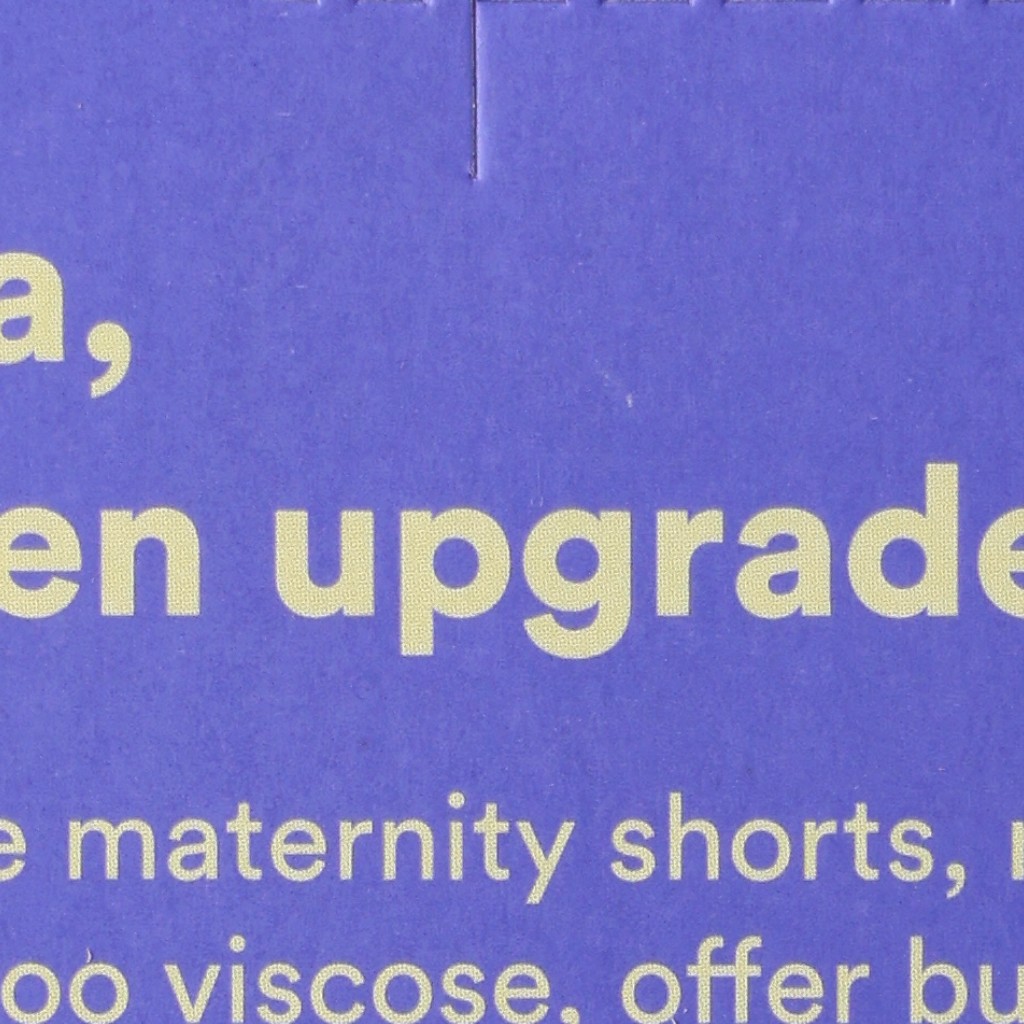 a,
en upgrade
e maternity shorts,
oo viscose, offer bu